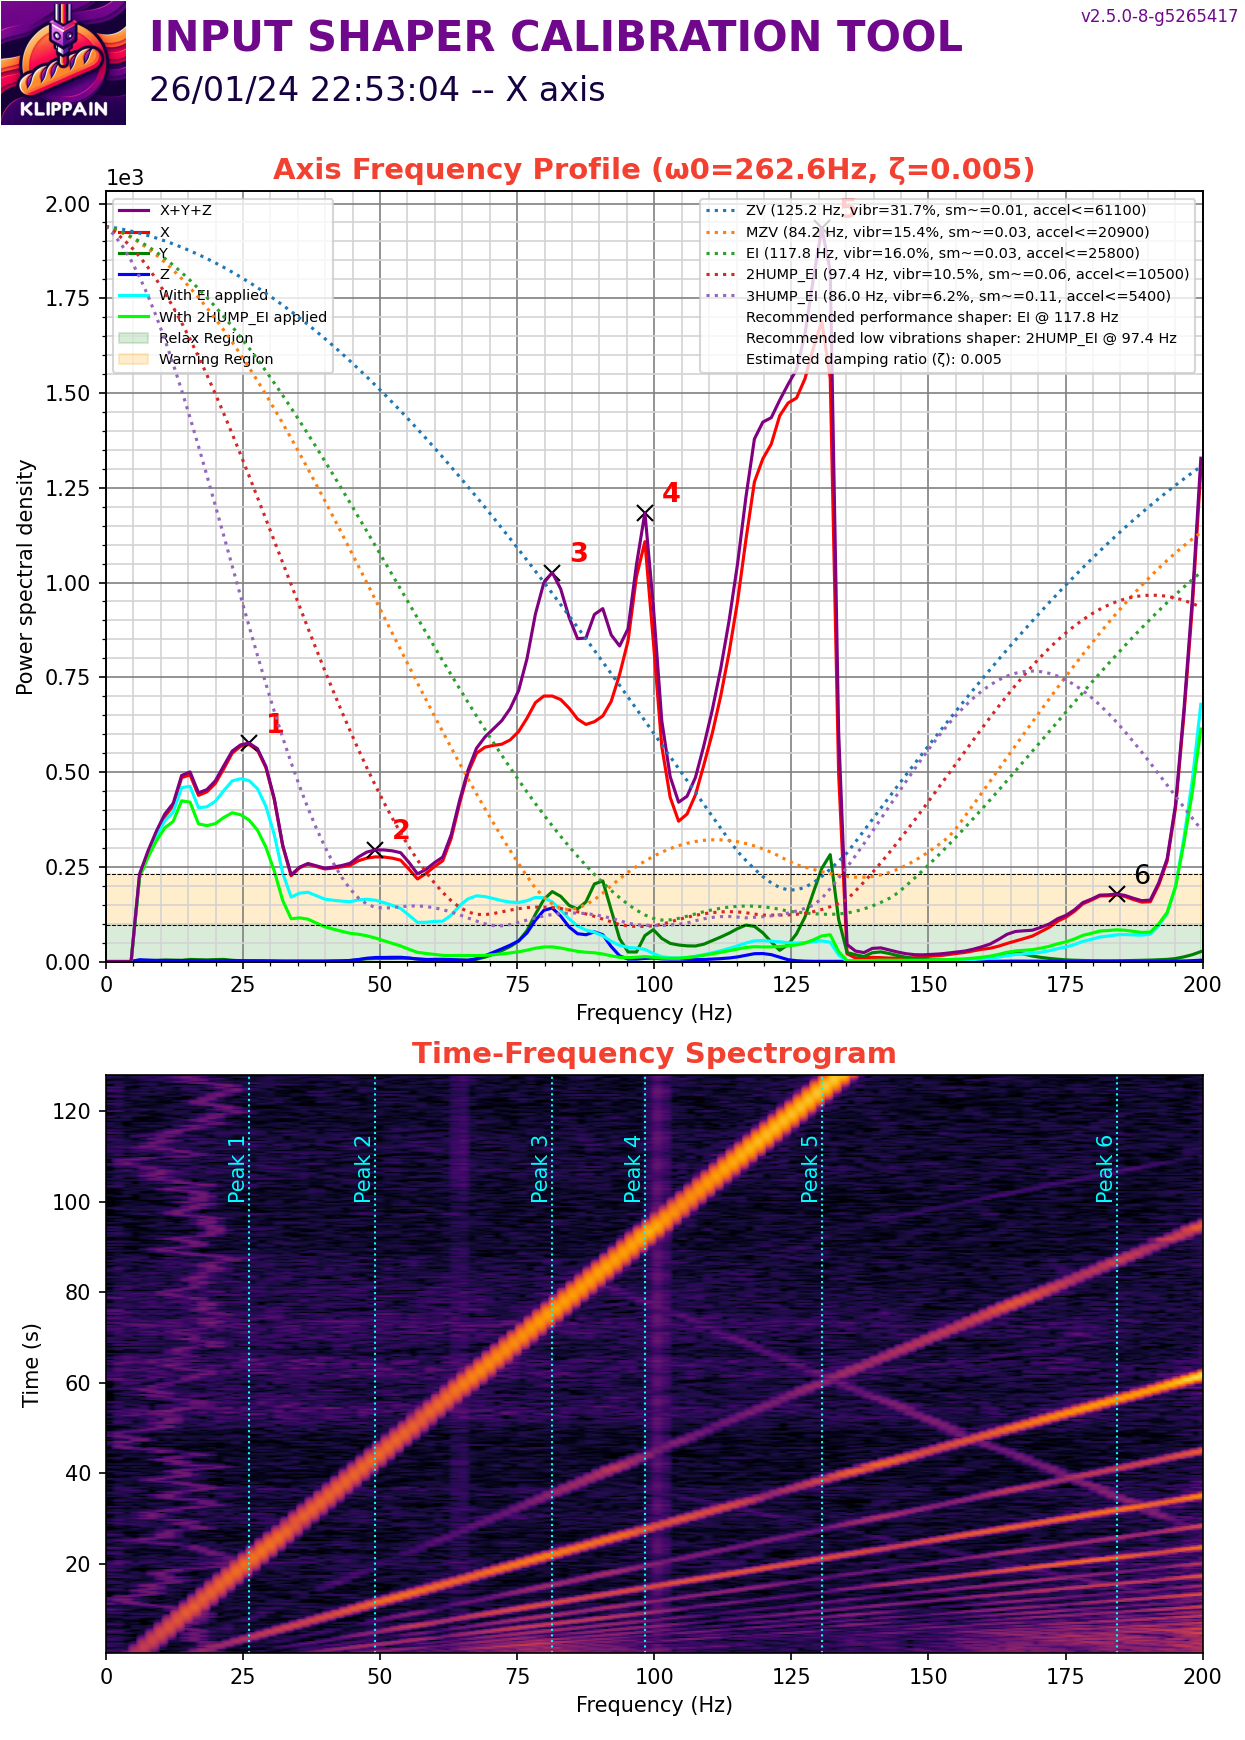 INPUT SHAPER CALIBRATION TOOL
v2.5.0-8-g5265417
26/01/24 22:53:04 -- X axis
KLIPPAIN
Axis Frequency Profile (ω0=262.6Hz, ζ=0.005)
1e3
X+Y+Z
X
Y
Z
With EI applied
With 2HUMP_EI applied
Relax Region
Warning Region
ZV (125.2 Hz, vibr=31.7%, sm~=0.01, accel<=61100)
MZV (84.2 Hz, vibr=15.4%, sm~=0.03, accel<=20900)
EI (117.8 Hz, vibr=16.0%, sm~=0.03, accel<=25800)
2HUMP_EI (97.4 Hz, vibr=10.5%, sm~=0.06, accel<=10500)
3HUMP_EI (86.0 Hz, vibr=6.2%, sm~=0.11, accel<=5400)
Recommended performance shaper: EI @ 117.8 Hz
Recommended low vibrations shaper: 2HUMP_EI @ 97.4 Hz
Estimated damping ratio (ζ): 0.005
5
4
3
1
2
6
Power spectral density
2.00
1.75
1.50
1.25
1.00
0.75
0.50
0.25
0.00
0 25 50 75 100 125 150 175 200
Frequency (Hz)
Time-Frequency Spectrogram
Peak 1
Peak 2
Peak 3
Peak 4
Peak 5
Peak 6
Time (s)
120
100
80
60
40
20
0 25 50 75 100 125 150 175 200
Frequency (Hz)